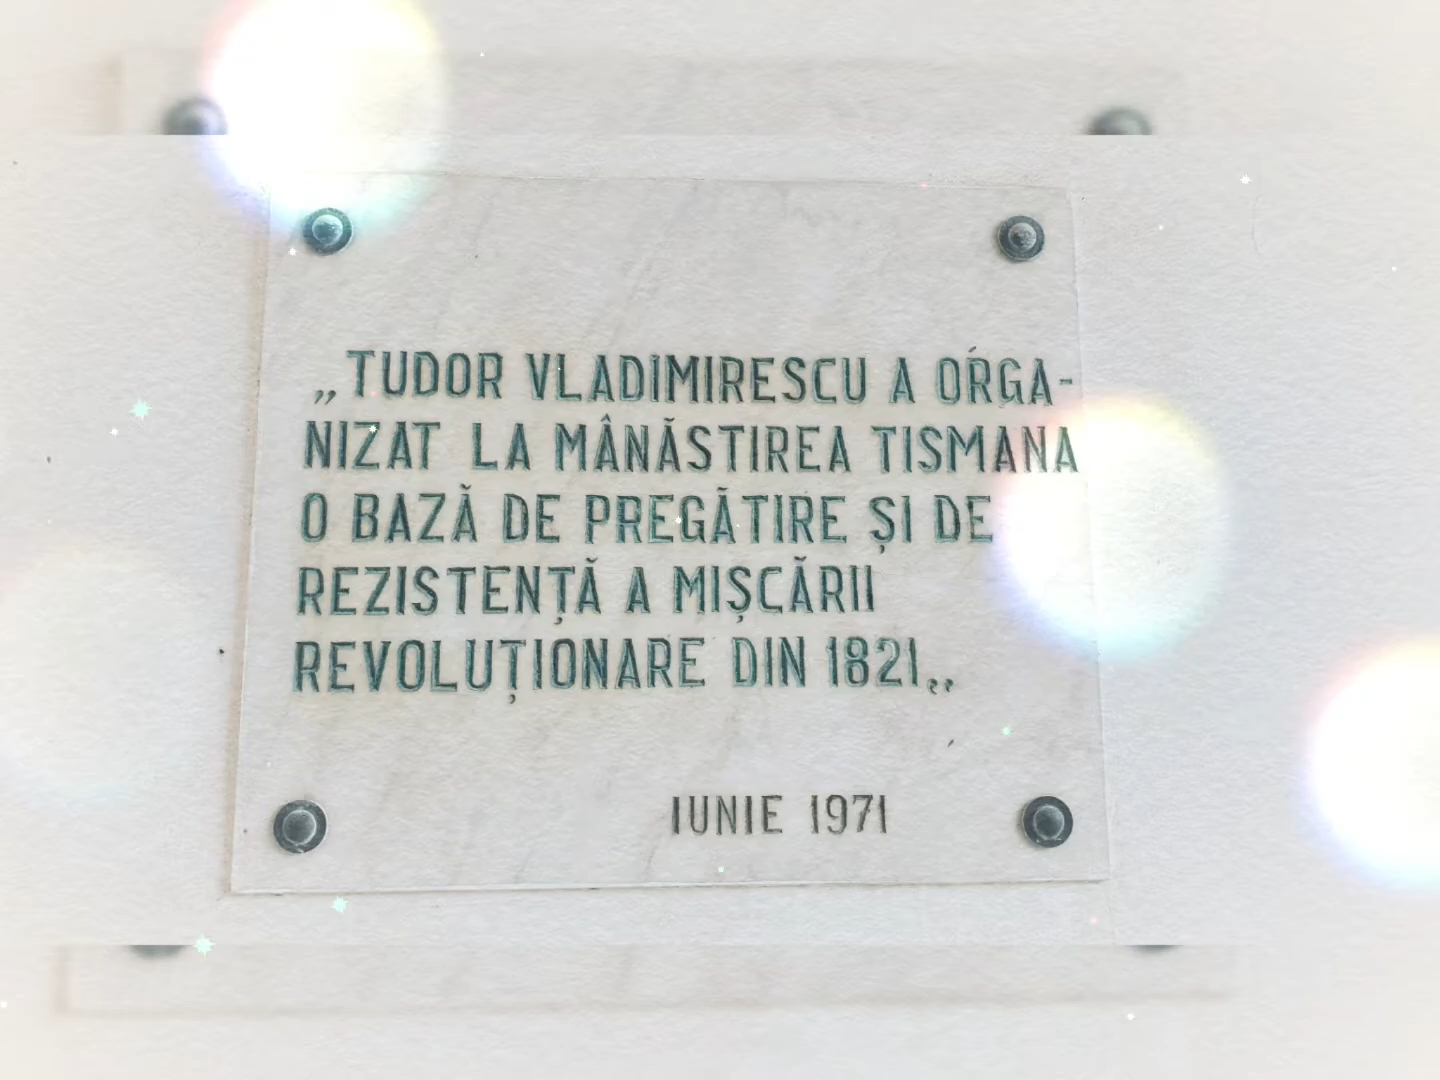 „TUDOR VLADIMIRESCU A ORGA-
NIZAT LA MÂNĂSTIREA TISMANA
O BAZĂ DE PREGĂTIRE ȘI DE
REZISTENȚĂ A MIȘCĂRII
REVOLUȚIONARE DIN 1821„
IUNIE 1971